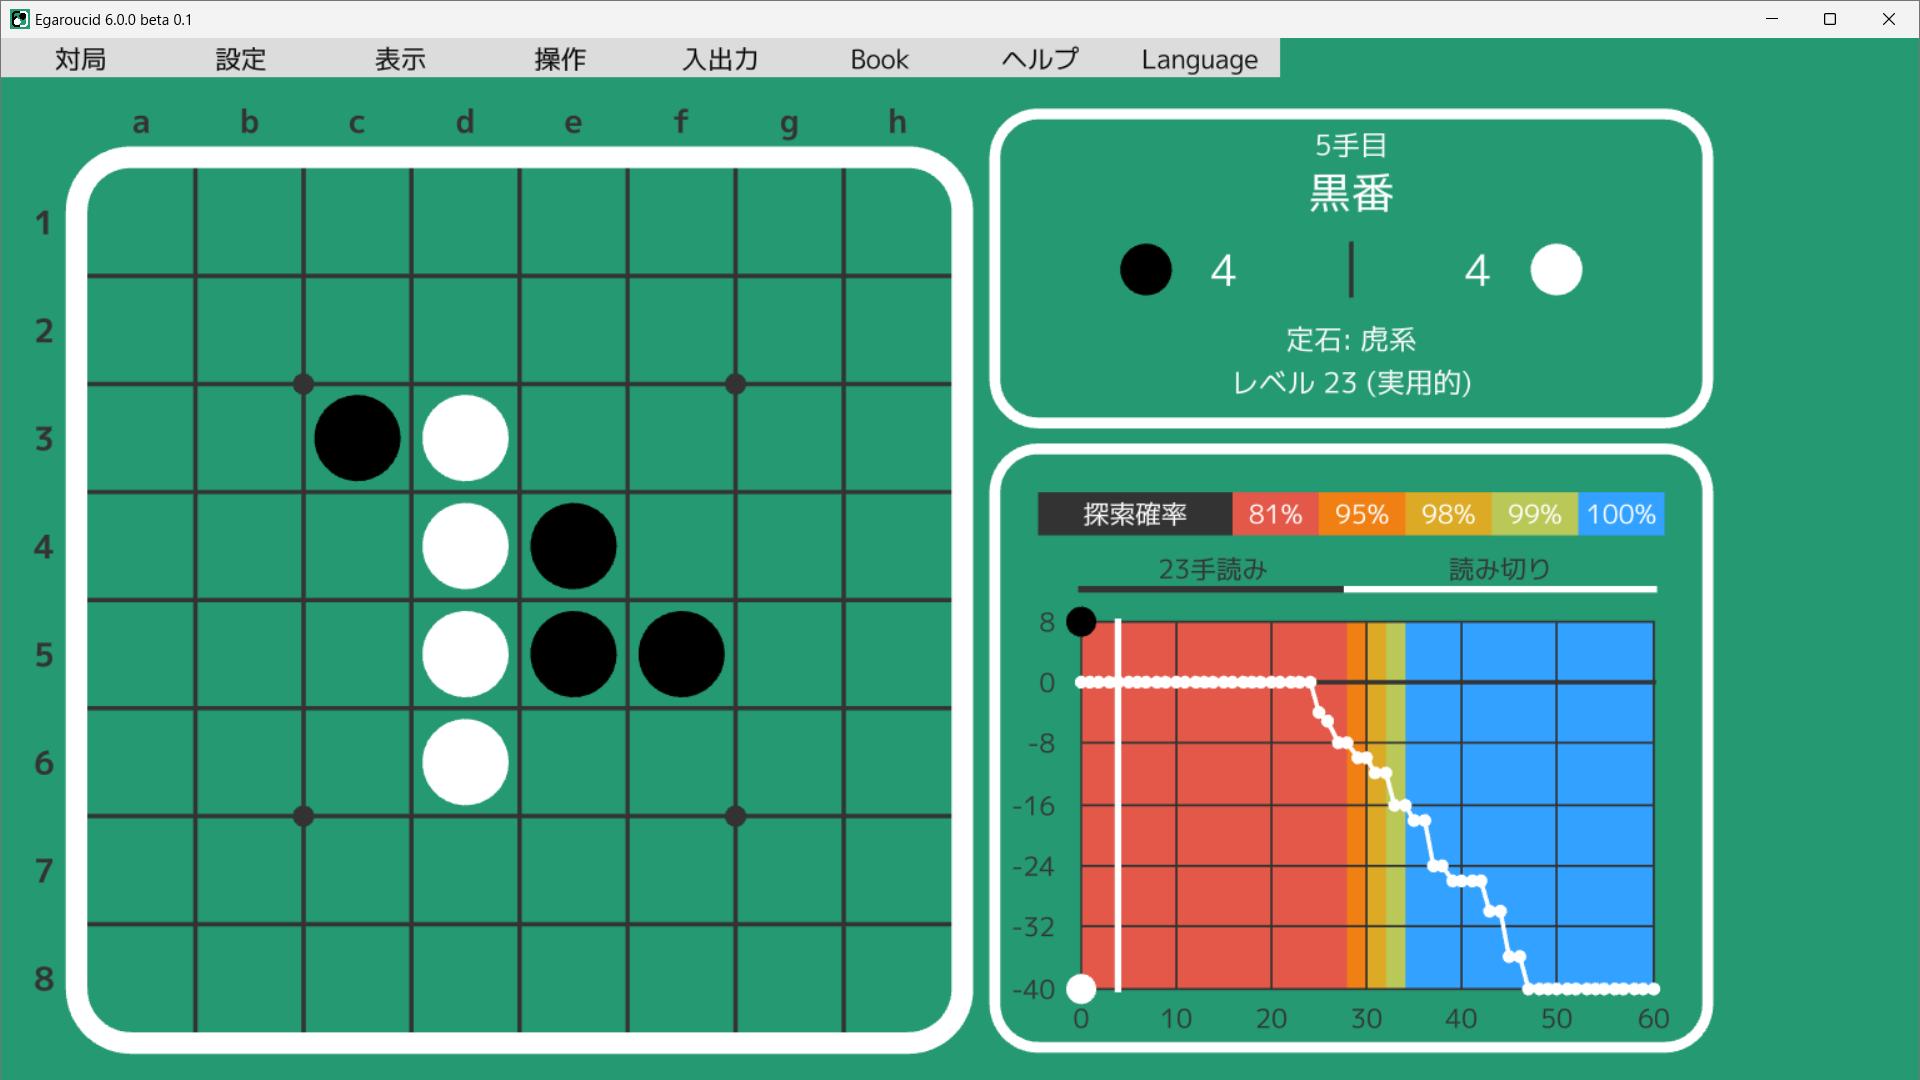 Egaroucid 6.0.0 beta 0.1
対局 設定 表示 操作 入出力 Book ヘルプ Language
a b c d e f g h
1
2
3
4
5
6
7
8
5手目
黒番
4 4
定石: 虎系
レベル 23 (実用的)
探索確率 81% 95% 98% 99% 100%
23手読み 読み切り
8
0
-8
-16
-24
-32
-40
0 10 20 30 40 50 60